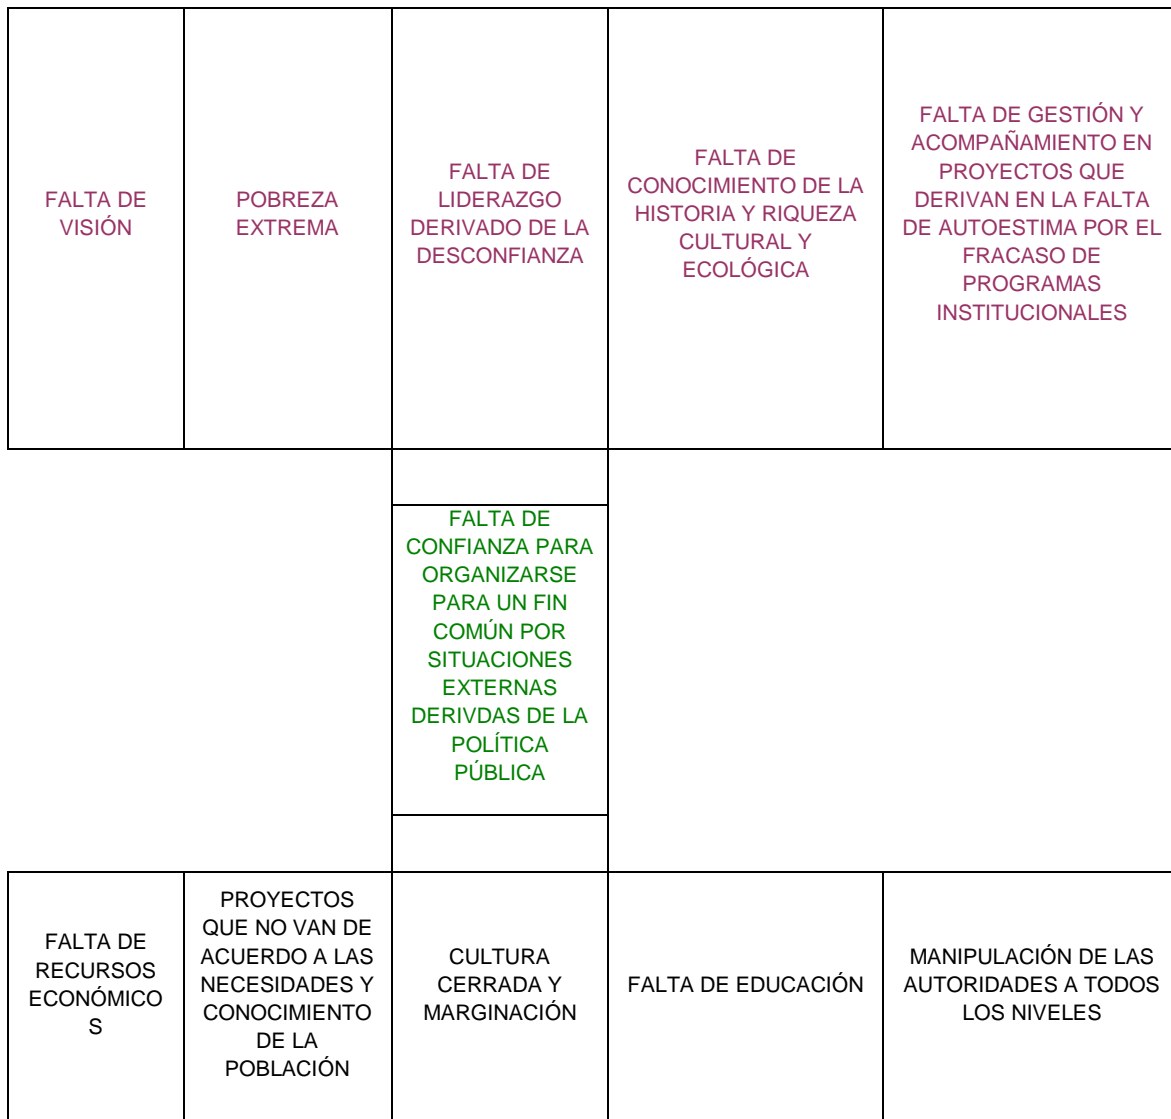 FALTA DE
VISIÓN
POBREZA
EXTREMA
FALTA DE
LIDERAZGO
DERIVADO DE LA
DESCONFIANZA
FALTA DE
CONOCIMIENTO DE LA
HISTORIA Y RIQUEZA
CULTURAL Y
ECOLÓGICA
FALTA DE GESTIÓN Y
ACOMPAÑAMIENTO EN
PROYECTOS QUE
DERIVAN EN LA FALTA
DE AUTOESTIMA POR EL
FRACASO DE
PROGRAMAS
INSTITUCIONALES
FALTA DE
CONFIANZA PARA
ORGANIZARSE
PARA UN FIN
COMÚN POR
SITUACIONES
EXTERNAS
DERIVDAS DE LA
POLÍTICA
PÚBLICA
FALTA DE
RECURSOS
ECONÓMICO
S
PROYECTOS
QUE NO VAN DE
ACUERDO A LAS
NECESIDADES Y
CONOCIMIENTO
DE LA
POBLACIÓN
CULTURA
CERRADA Y
MARGINACIÓN
FALTA DE EDUCACIÓN
MANIPULACIÓN DE LAS
AUTORIDADES A TODOS
LOS NIVELES